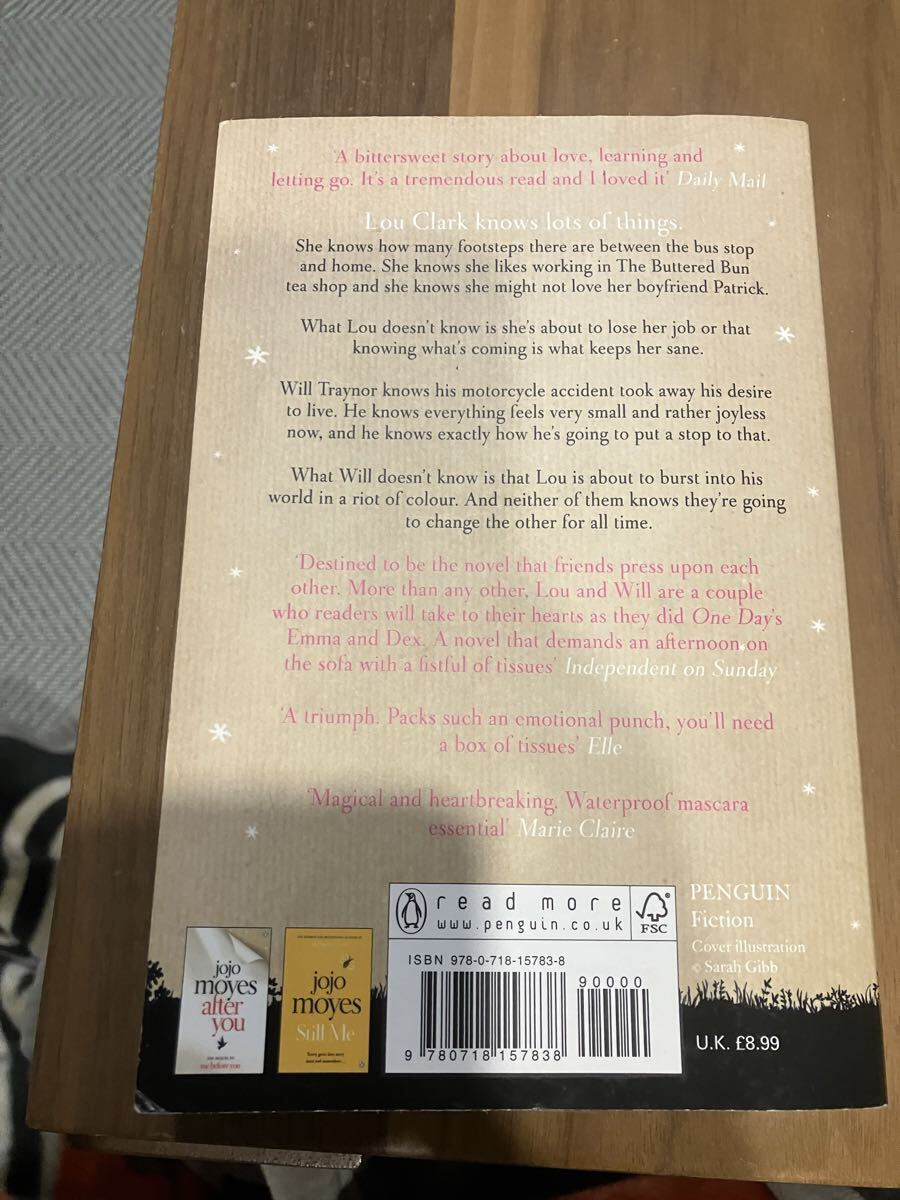 'A bittersweet story about love, learning and
letting go. It's a tremendous read and I loved it' Daily Mail
Lou Clark knows lots of things.
She knows how many footsteps there are between the bus stop
and home. She knows she likes working in The Buttered Bun
tea shop and she knows she might not love her boyfriend Patrick.
What Lou doesn't know is she's about to lose her job or that
knowing what's coming is what keeps her sane.
Will Traynor knows his motorcycle accident took away his desire
to live. He knows everything feels very small and rather joyless
now, and he knows exactly how he's going to put a stop to that.
What Will doesn't know is that Lou is about to burst into his
world in a riot of colour. And neither of them knows they're going
to change the other for all time.
'Destined to be the novel that friends press upon each
other. More than any other, Lou and Will are a couple
who readers will take to their hearts as they did One Day's
Emma and Dex. A novel that demands an afternoon on
the sofa with a fistful of tissues' Independent on Sunday
'A triumph. Packs such an emotional punch, you'll need
a box of tissues' Elle
'Magical and heartbreaking. Waterproof mascara
essential' Marie Claire
jojo
moyes
after
you
me before you
jojo
moyes
Still Me
read more
www.penguin.co.uk
FSC
ISBN 978-0-718-15783-8
90000
9 780718 157838
PENGUIN
Fiction
Cover illustration
© Sarah Gibb
U.K. £8.99